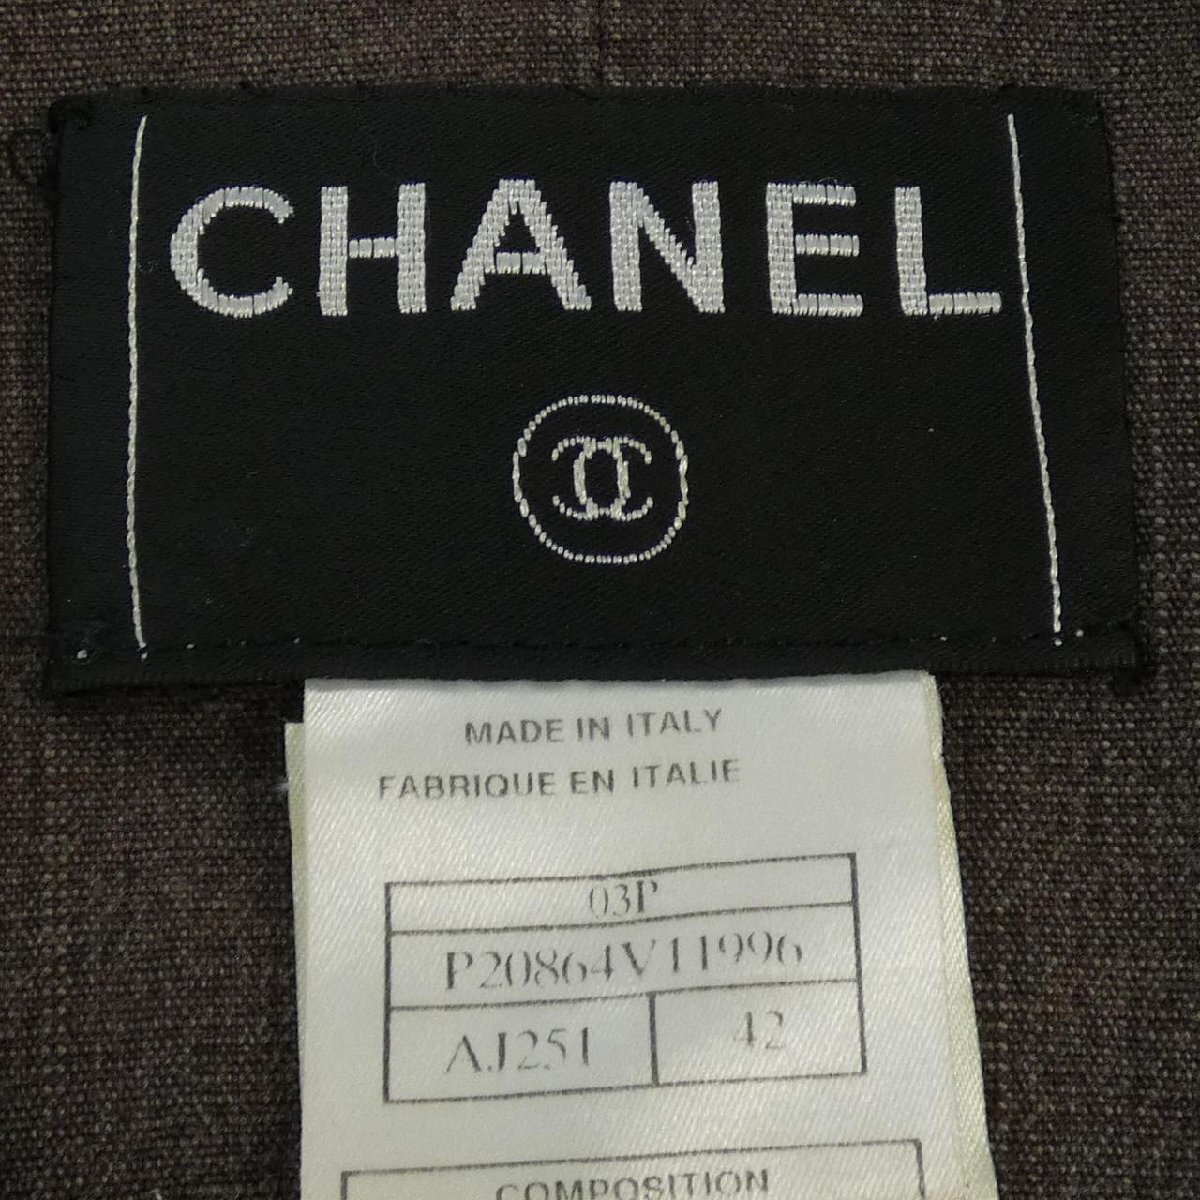 CHANEL
MADE IN ITALY
FABRIQUE EN ITALIE
03P
P20864V11996
AJ251 42
COMPOSITION